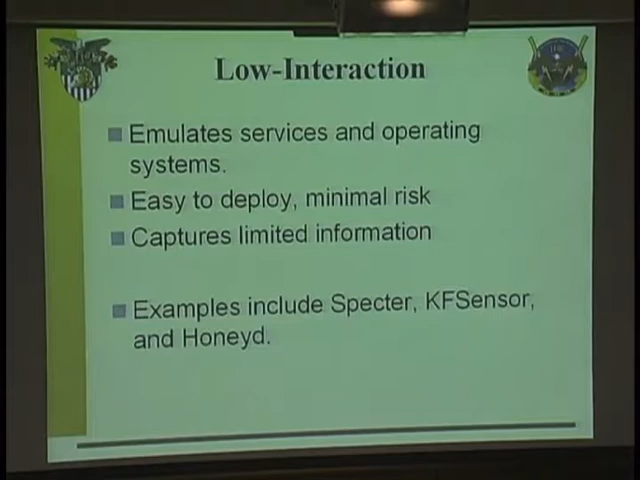 Low-Interaction
Emulates services and operating
systems.
Easy to deploy, minimal risk
Captures limited information
Examples include Specter, KFSensor,
and Honeyd.